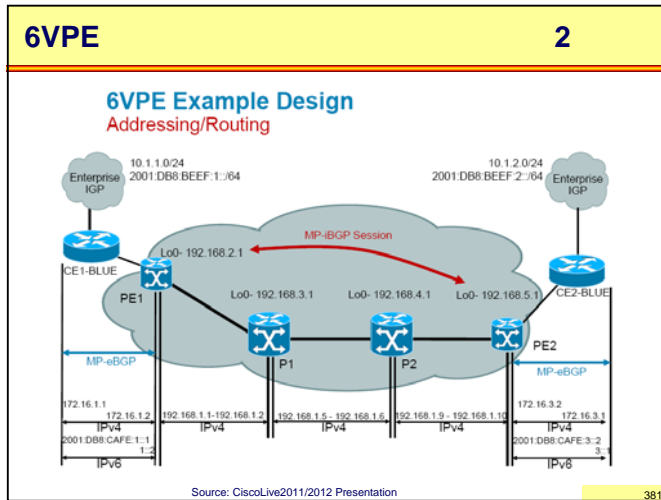 6VPE 2
6VPE Example Design
Addressing/Routing
10.1.1.0/24
2001:DB8:BEEF:1::/64
Enterprise
IGP
10.1.2.0/24
2001:DB8:BEEF:2::/64
Enterprise
IGP
MP-iBGP Session
CE1-BLUE
Lo0- 192.168.2.1
CE2-BLUE
PE1
Lo0- 192.168.3.1
Lo0- 192.168.4.1
Lo0- 192.168.5.1
P1
P2
PE2
MP-eBGP
MP-eBGP
172.16.1.1
172.16.1.2
IPv4
192.168.1.1-192.168.1.2
IPv4
192.168.1.5 - 192.168.1.6
IPv4
192.168.1.9 - 192.168.1.10
IPv4
172.16.3.2
172.16.3.1
IPv4
2001:DB8:CAFE:1::1
1::2
IPv6
2001:DB8:CAFE:3::2
3::1
IPv6
Source: CiscoLive2011/2012 Presentation
381